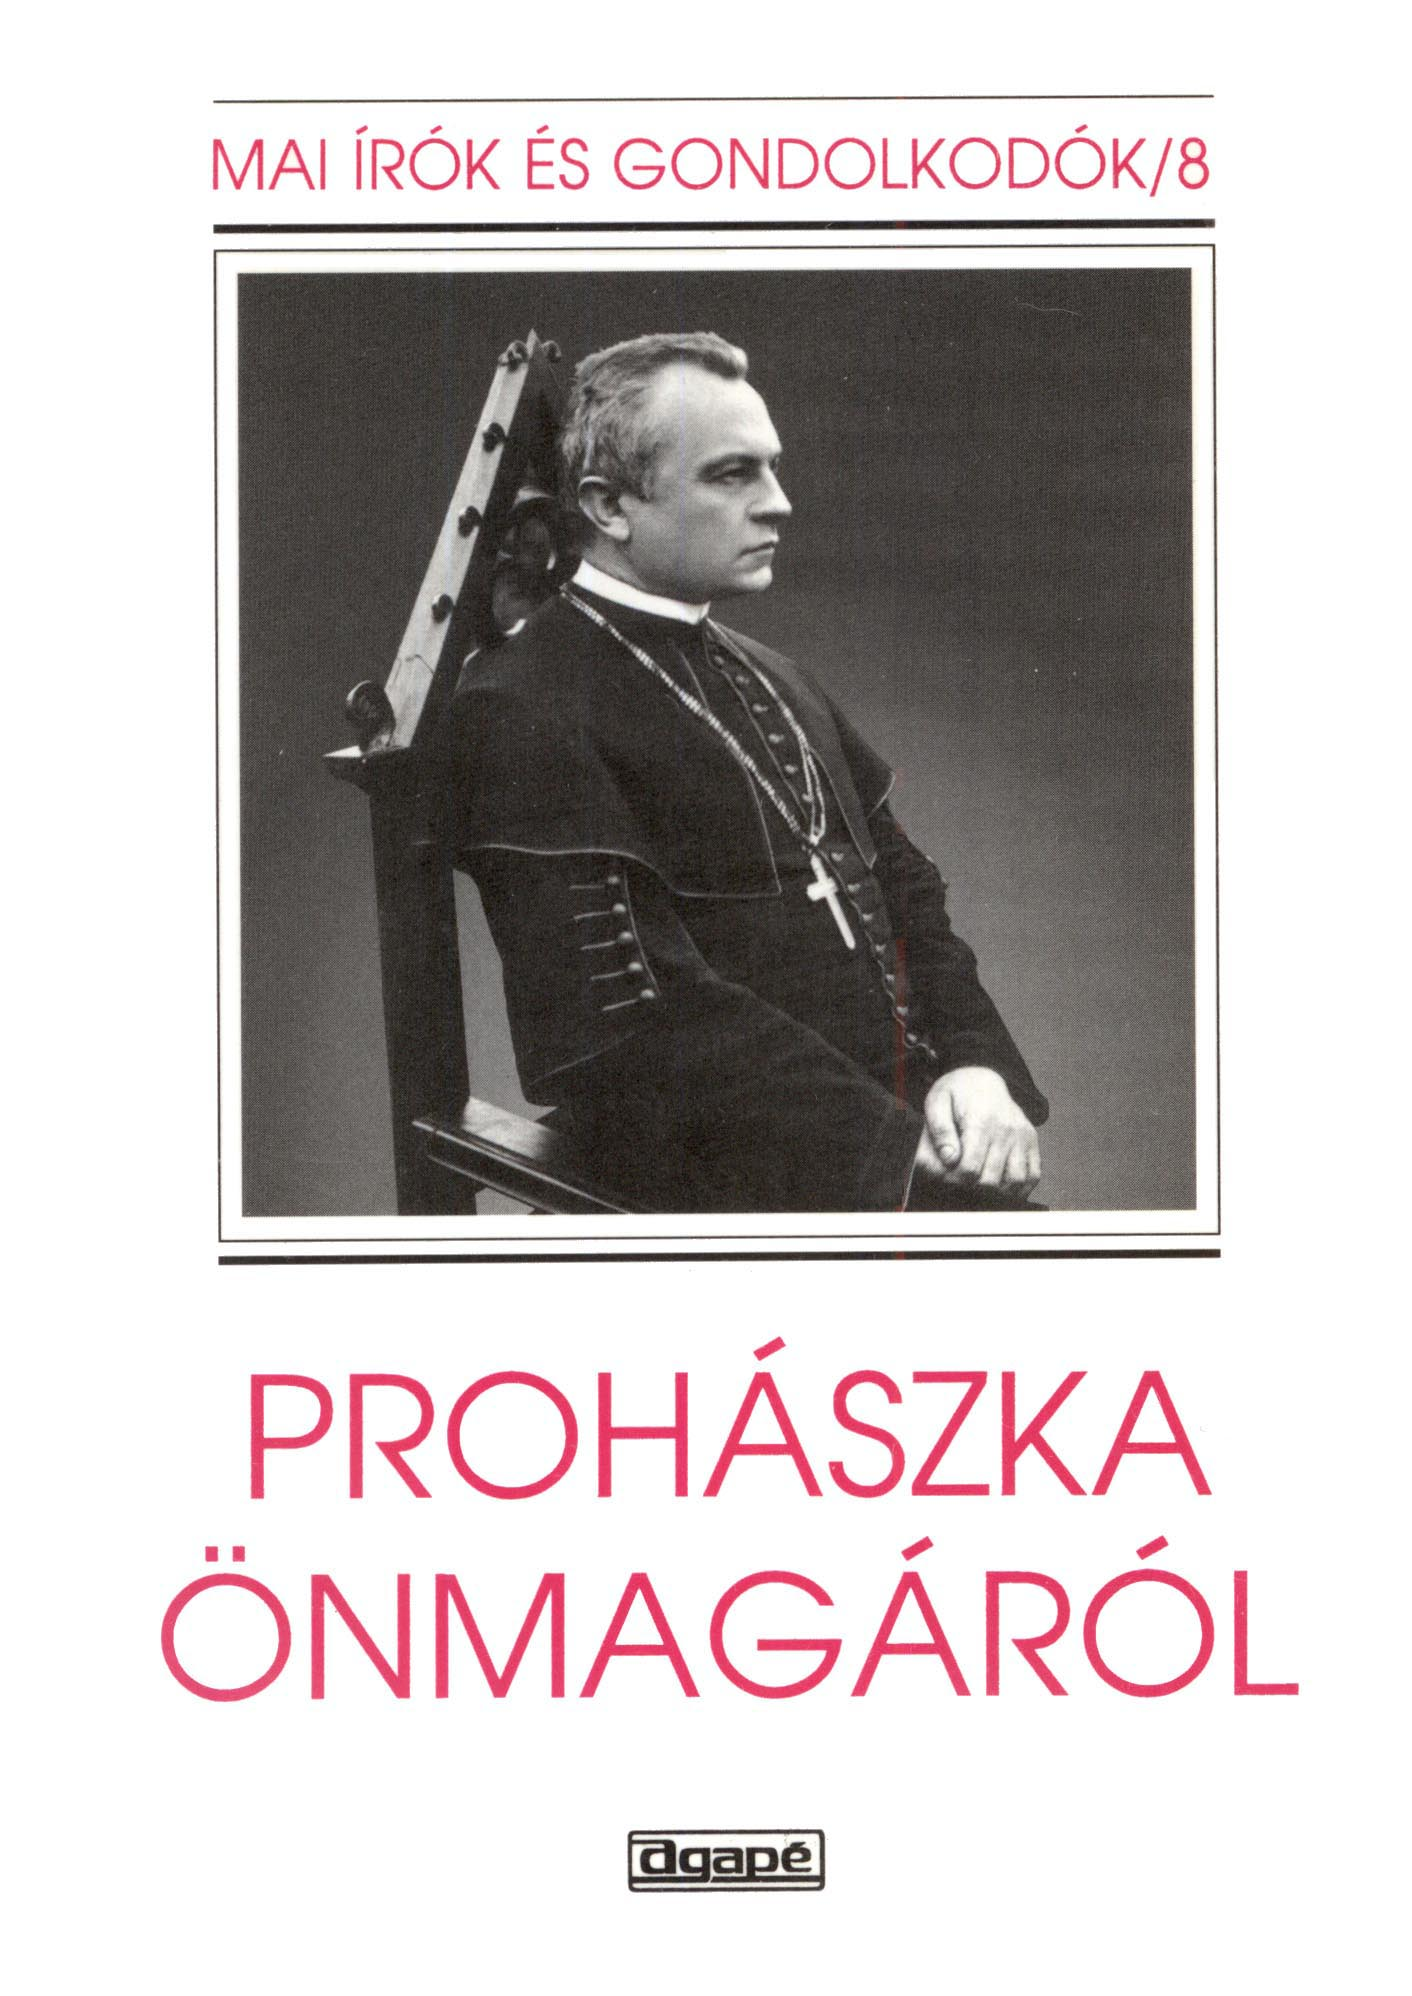 MAI ÍRÓK ÉS GONDOLKODÓK/8
PROHÁSZKA
ÖNMAGÁRÓL
agapé